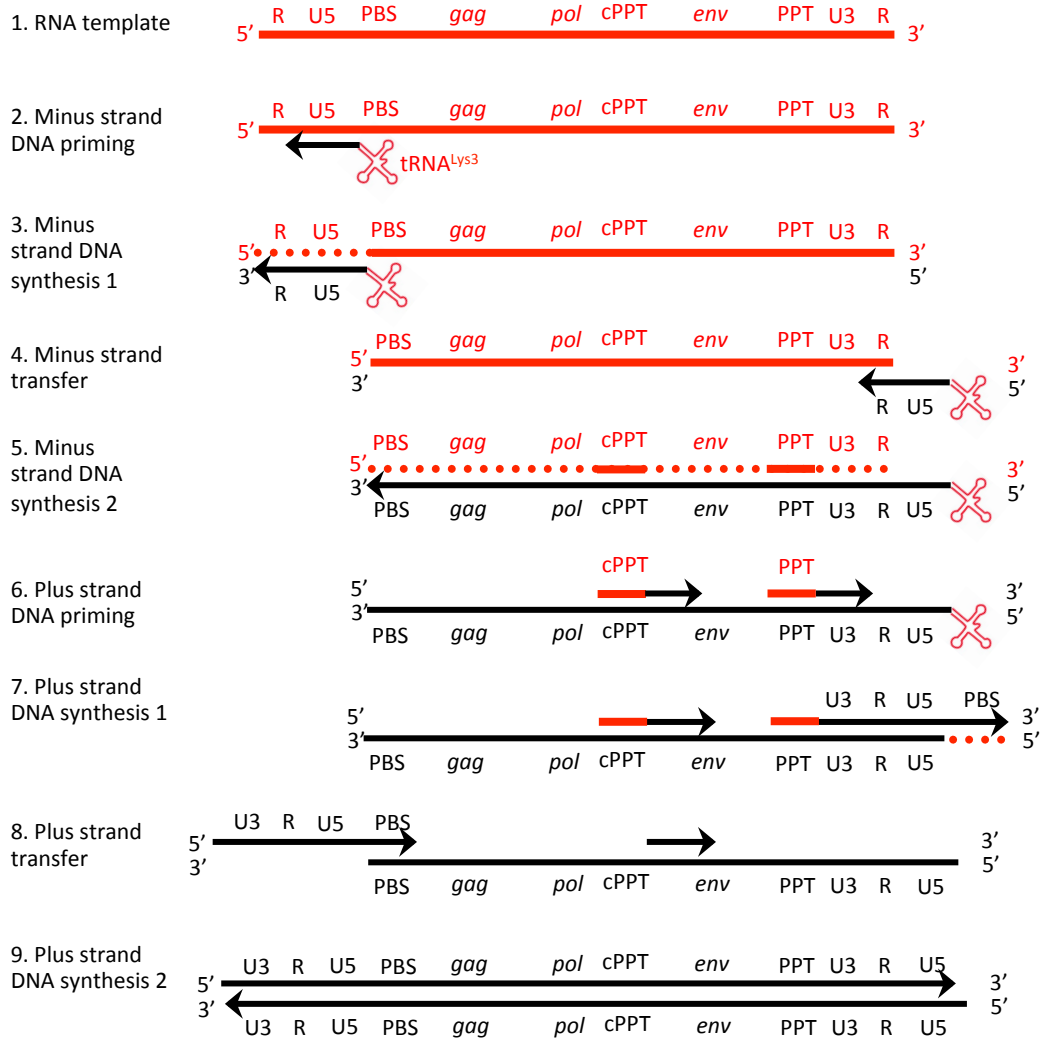 R U5 PBS gag pol cPPT env PPT U3 R
1. RNA template
5’ 3’
R U5 PBS gag pol cPPT env PPT U3 R
2. Minus strand
DNA priming
5’ 3’
tRNALys3
3. Minus
strand DNA
synthesis 1
R U5 PBS gag pol cPPT env PPT U3 R
5’ 3’
3’ 5’
R U5
4. Minus strand
transfer
PBS gag pol cPPT env PPT U3 R
5’ 3’
3’ 5’
R U5
5. Minus
strand DNA
synthesis 2
PBS gag pol cPPT env PPT U3 R
5’ 3’
3’ 5’
PBS gag pol cPPT env PPT U3 R U5
6. Plus strand
DNA priming
cPPT PPT
5’ 3’
3’ 5’
PBS gag pol cPPT env PPT U3 R U5
7. Plus strand
DNA synthesis 1
U3 R U5 PBS
5’ 3’
3’ 5’
PBS gag pol cPPT env PPT U3 R U5
8. Plus strand
transfer
U3 R U5 PBS
5’ 3’
3’ 5’
PBS gag pol cPPT env PPT U3 R U5
9. Plus strand
DNA synthesis 2
U3 R U5 PBS gag pol cPPT env PPT U3 R U5
5’ 3’
3’ 5’
U3 R U5 PBS gag pol cPPT env PPT U3 R U5